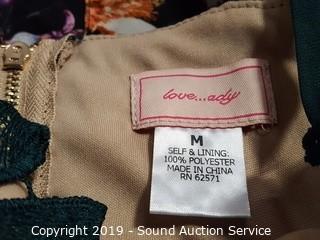 love...ady
M
SELF & LINING:
100% POLYESTER
MADE IN CHINA
RN 62571
Copyright 2019 - Sound Auction Service